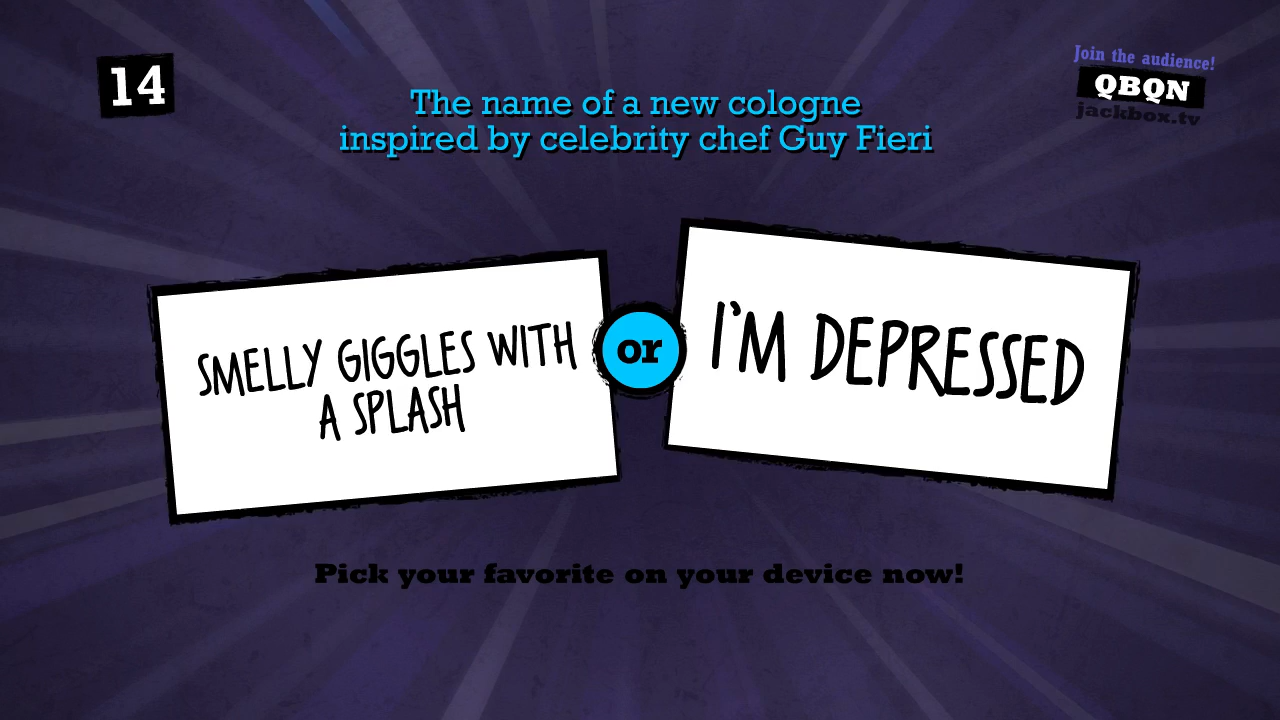 14
Join the audience!
QBQN
jackbox.tv
The name of a new cologne
inspired by celebrity chef Guy Fieri
SMELLY GIGGLES WITH
A SPLASH
or
I'M DEPRESSED
Pick your favorite on your device now!